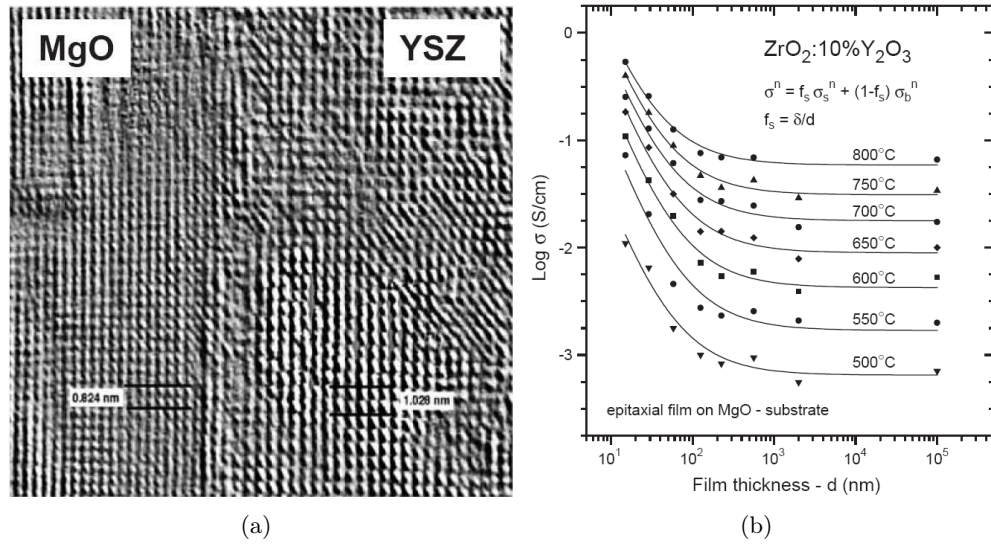 MgO
YSZ
0.824 nm
1.028 nm
(a)
ZrO₂:10%Y₂O₃
σⁿ = fₛ σₛⁿ + (1-fₛ) σ_bⁿ
fₛ = δ/d
800°C
750°C
700°C
650°C
600°C
550°C
500°C
epitaxial film on MgO - substrate
0
-1
-2
-3
Log σ (S/cm)
10¹ 10² 10³ 10⁴ 10⁵
Film thickness - d (nm)
(b)